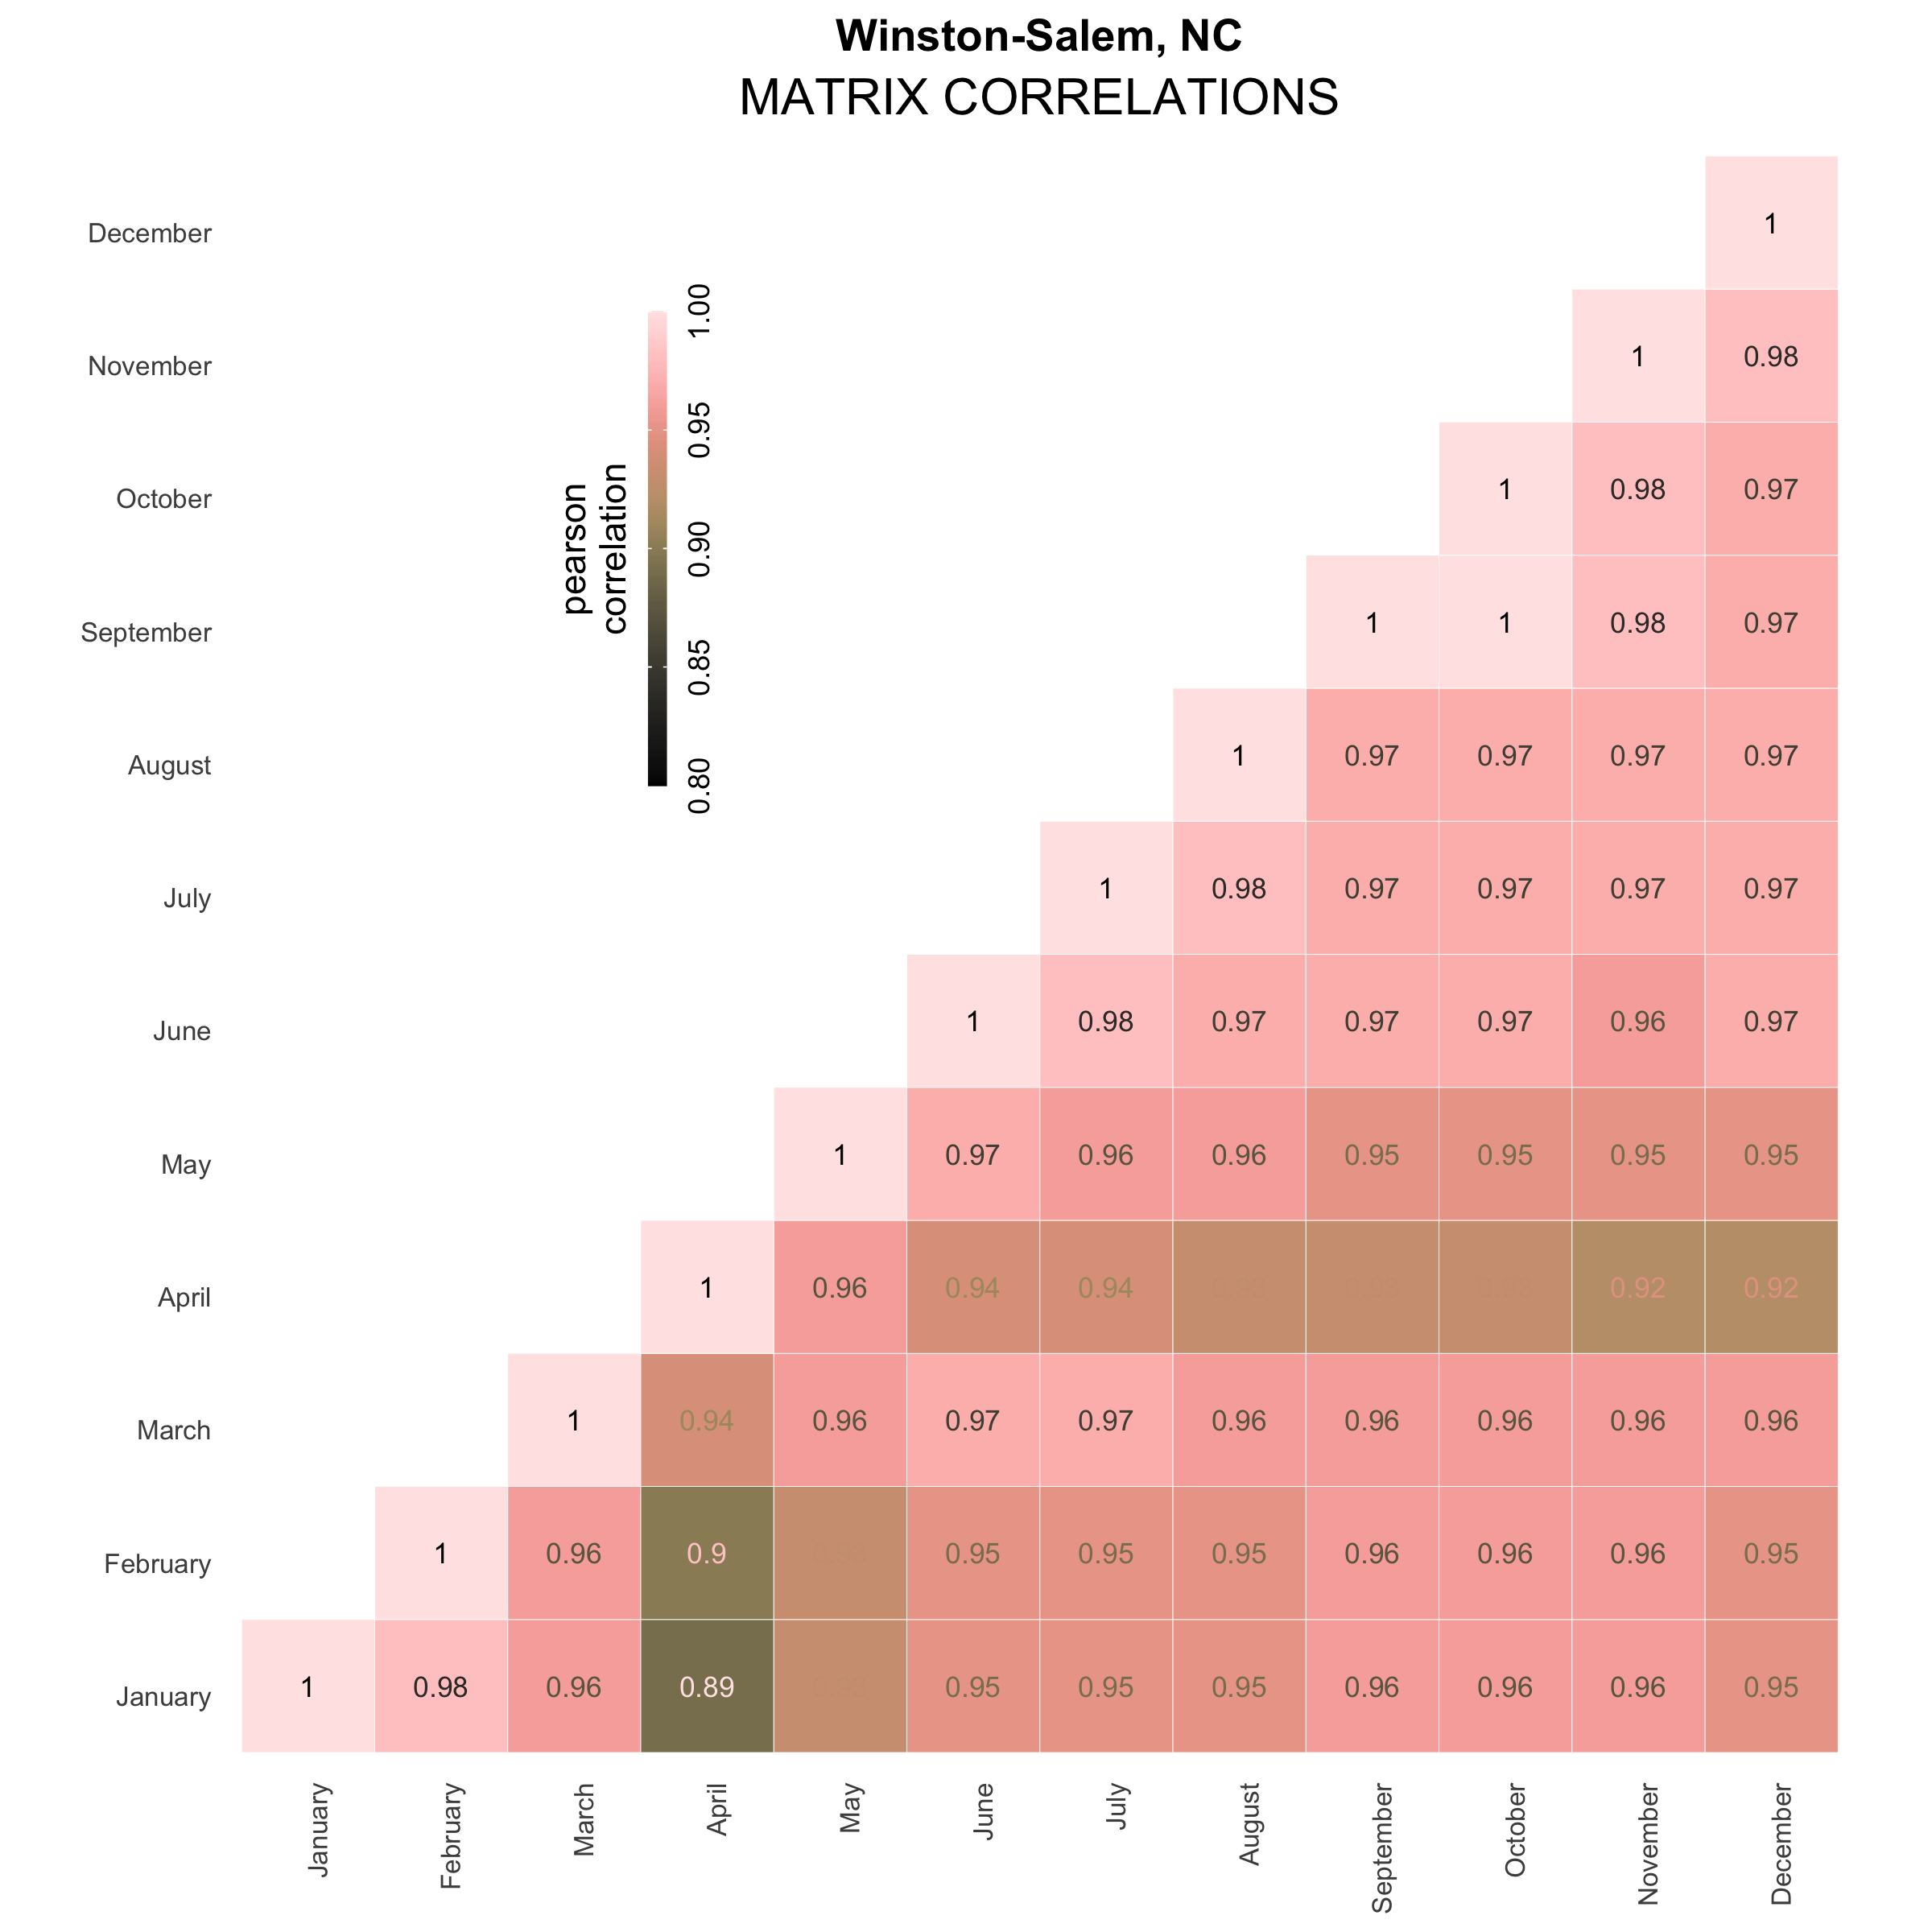 Winston-Salem, NC
MATRIX CORRELATIONS
pearson
correlation
1.00
0.95
0.90
0.85
0.80
December 1
November 1 0.98
October 1 0.98 0.97
September 1 1 0.98 0.97
August 1 0.97 0.97 0.97 0.97
July 1 0.98 0.97 0.97 0.97 0.97
June 1 0.98 0.97 0.97 0.97 0.96 0.97
May 1 0.97 0.96 0.96 0.95 0.95 0.95 0.95
April 1 0.96 0.94 0.94 0.92 0.92
March 1 0.94 0.96 0.97 0.97 0.96 0.96 0.96 0.96 0.96
February 1 0.96 0.9 0.95 0.95 0.95 0.96 0.96 0.96 0.95
January 1 0.98 0.96 0.89 0.95 0.95 0.95 0.96 0.96 0.96 0.95
January February March April May June July August September October November December